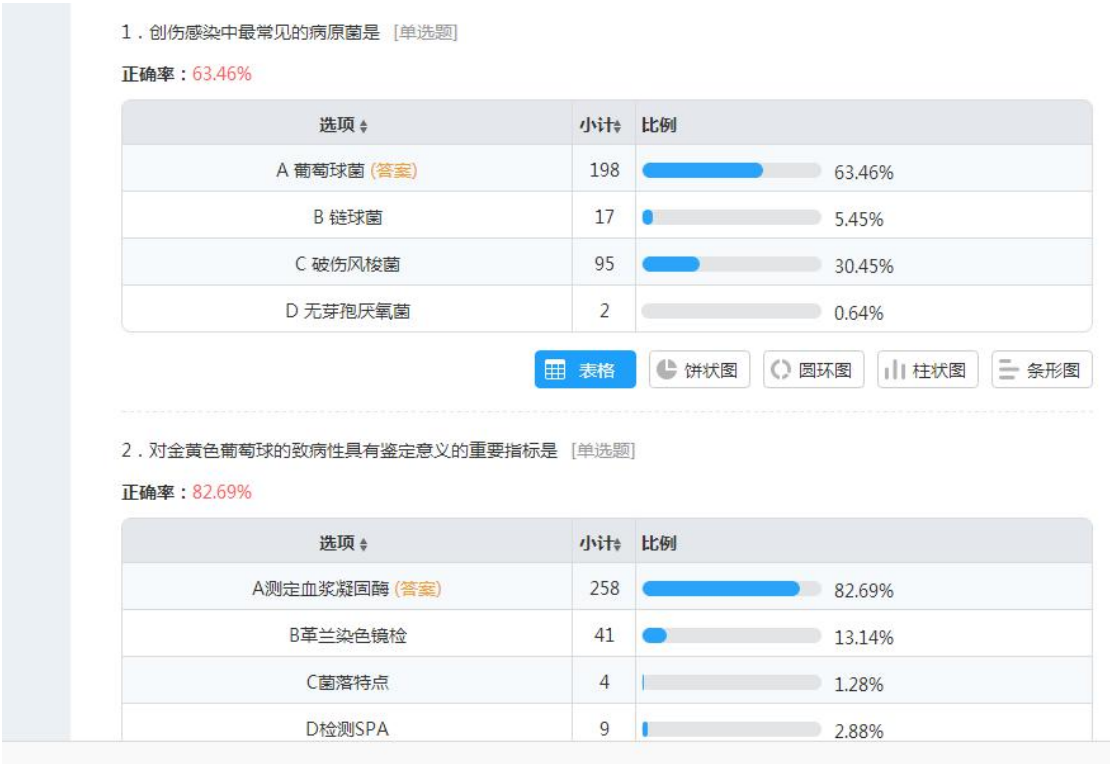 1．创伤感染中最常见的病原菌是 [单选题]
正确率：63.46%
选项 小计 比例
A 葡萄球菌 (答案) 198 63.46%
B 链球菌 17 5.45%
C 破伤风梭菌 95 30.45%
D 无芽孢厌氧菌 2 0.64%
表格 饼状图 圆环图 柱状图 条形图
2．对金黄色葡萄球的致病性具有鉴定意义的重要指标是 [单选题]
正确率：82.69%
选项 小计 比例
A测定血浆凝固酶 (答案) 258 82.69%
B革兰染色镜检 41 13.14%
C菌落特点 4 1.28%
D检测SPA 9 2.88%